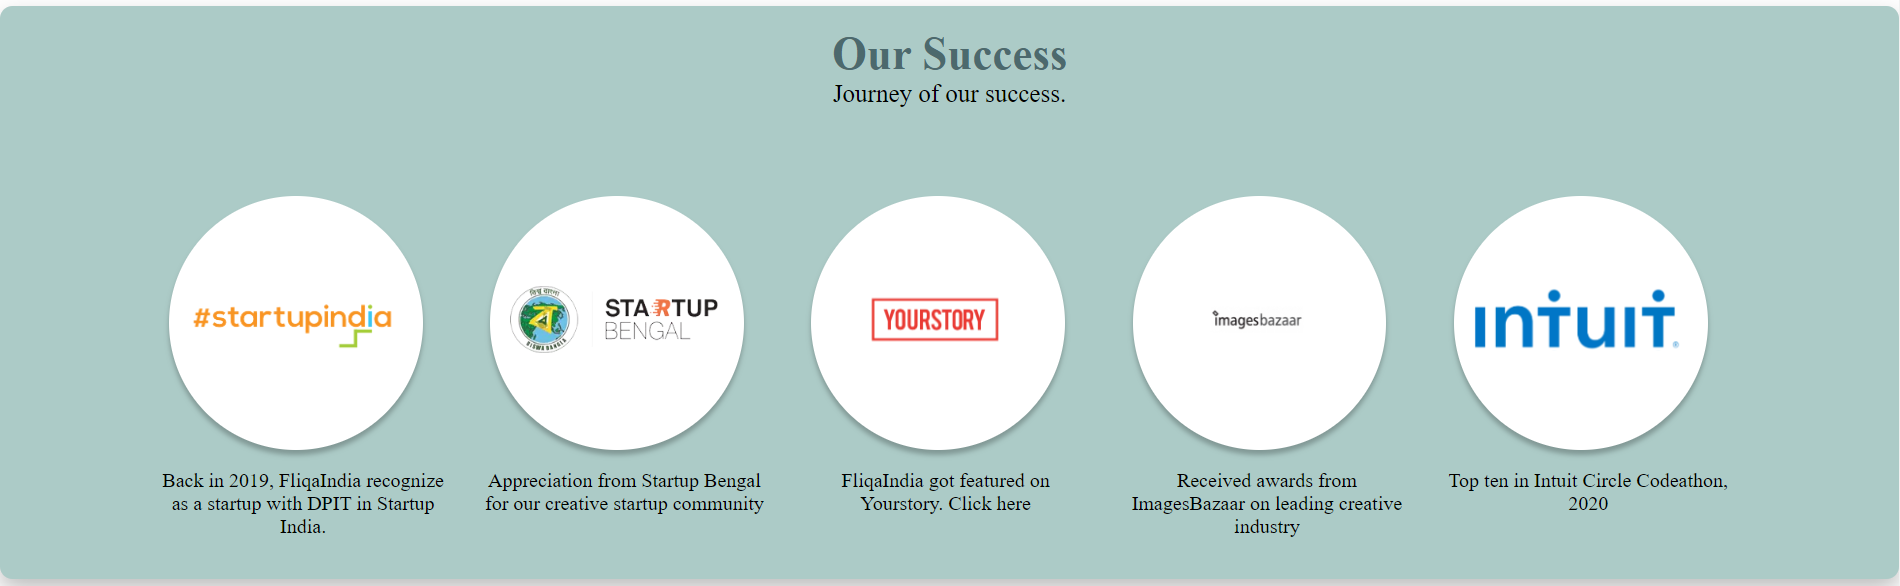 Our Success
Journey of our success.
#startupindia
বিশ্ব বাংলা
BISWA BANGLA
STARTUP
BENGAL
YOURSTORY
imagesbazaar
intuit
Back in 2019, FliqaIndia recognize
as a startup with DPIT in Startup
India.
Appreciation from Startup Bengal
for our creative startup community
FliqaIndia got featured on
Yourstory. Click here
Received awards from
ImagesBazaar on leading creative
industry
Top ten in Intuit Circle Codeathon,
2020